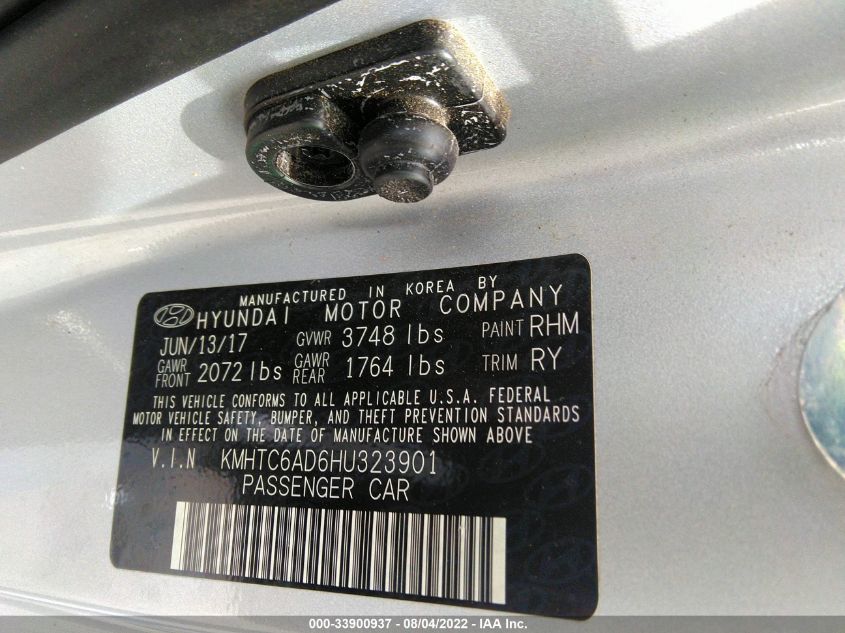 MANUFACTURED IN KOREA BY
HYUNDAI MOTOR COMPANY
JUN/13/17 GVWR 3748 lbs PAINT RHM
GAWR FRONT 2072 lbs GAWR REAR 1764 lbs TRIM RY
THIS VEHICLE CONFORMS TO ALL APPLICABLE U.S.A. FEDERAL
MOTOR VEHICLE SAFETY, BUMPER, AND THEFT PREVENTION STANDARDS
IN EFFECT ON THE DATE OF MANUFACTURE SHOWN ABOVE
V.I.N KMHTC6AD6HU323901
PASSENGER CAR
000-33900937 - 08/04/2022 - IAA Inc.